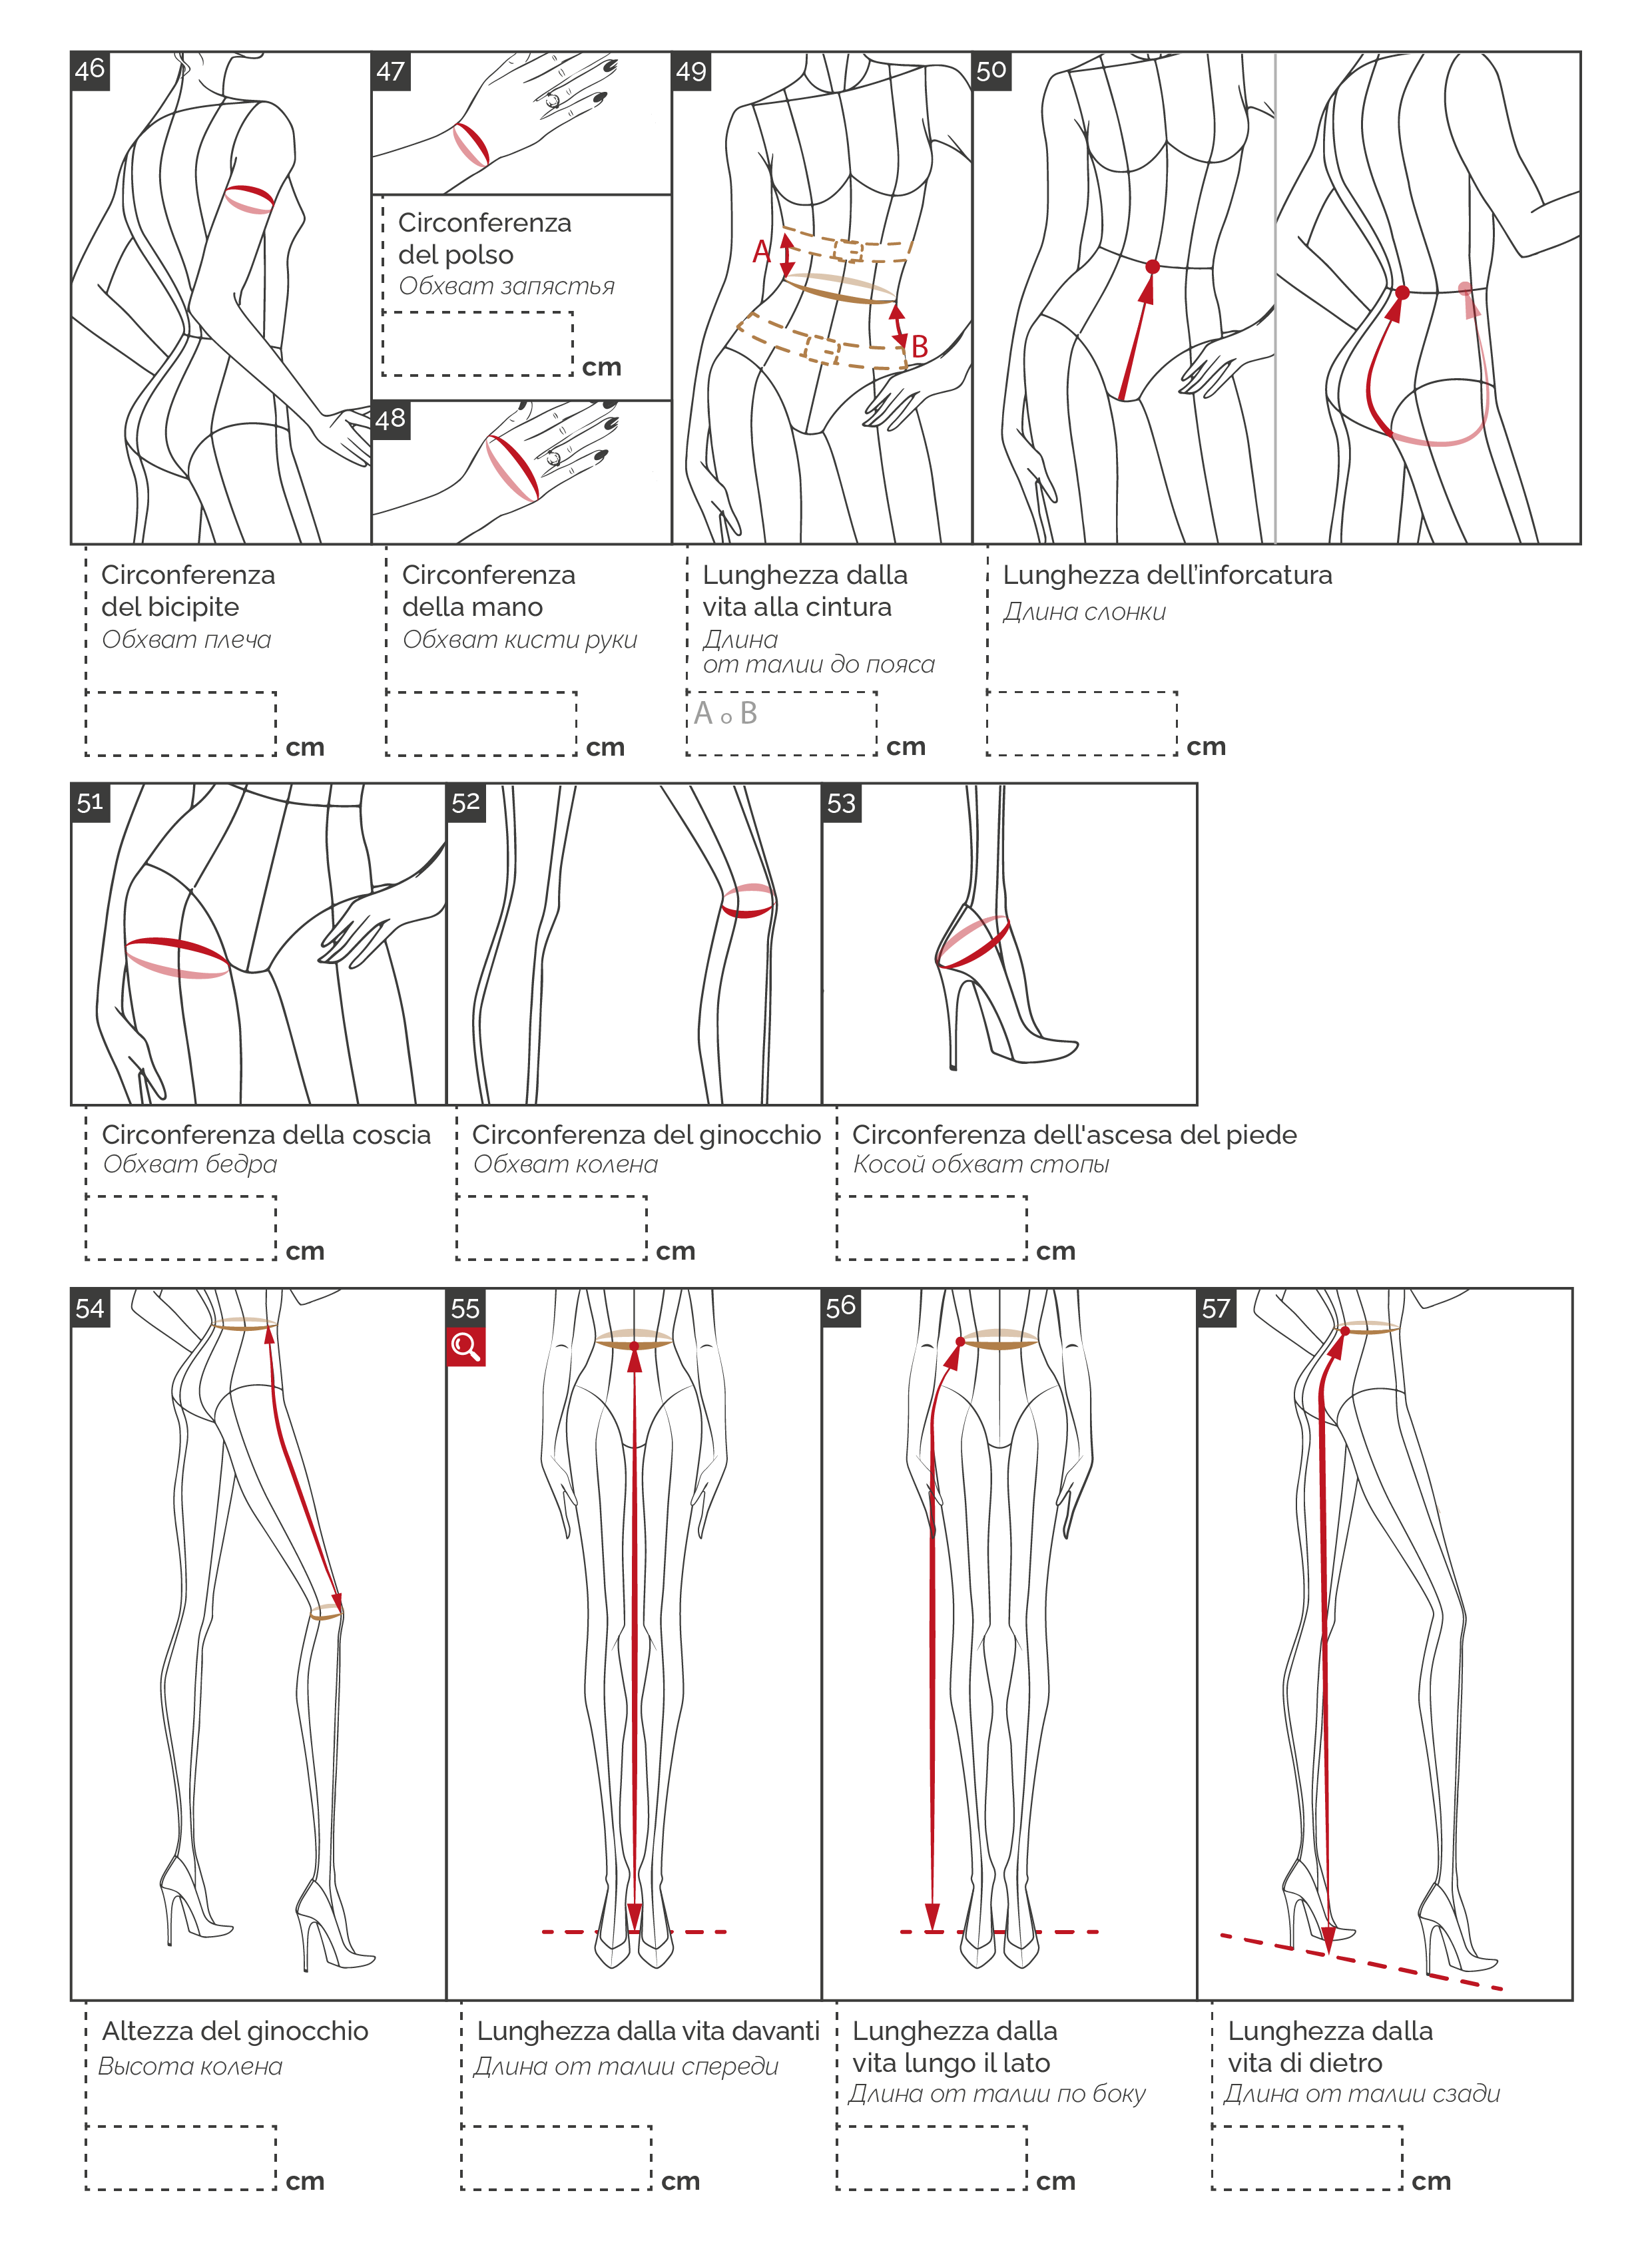 46
47
Circonferenza
del polso
Обхват запястья
cm
48
49
A
B
50
Circonferenza
del bicipite
Обхват плеча
cm
Circonferenza
della mano
Обхват кисти руки
cm
Lunghezza dalla
vita alla cintura
Длина
от талии до пояса
A o B
cm
Lunghezza dell’inforcatura
Длина слонки
cm
51
52
53
Circonferenza della coscia
Обхват бедра
cm
Circonferenza del ginocchio
Обхват колена
cm
Circonferenza dell'ascesa del piede
Косой обхват стопы
cm
54
55
56
57
Altezza del ginocchio
Высота колена
cm
Lunghezza dalla vita davanti
Длина от талии спереди
cm
Lunghezza dalla
vita lungo il lato
Длина от талии по боку
cm
Lunghezza dalla
vita di dietro
Длина от талии сзади
cm